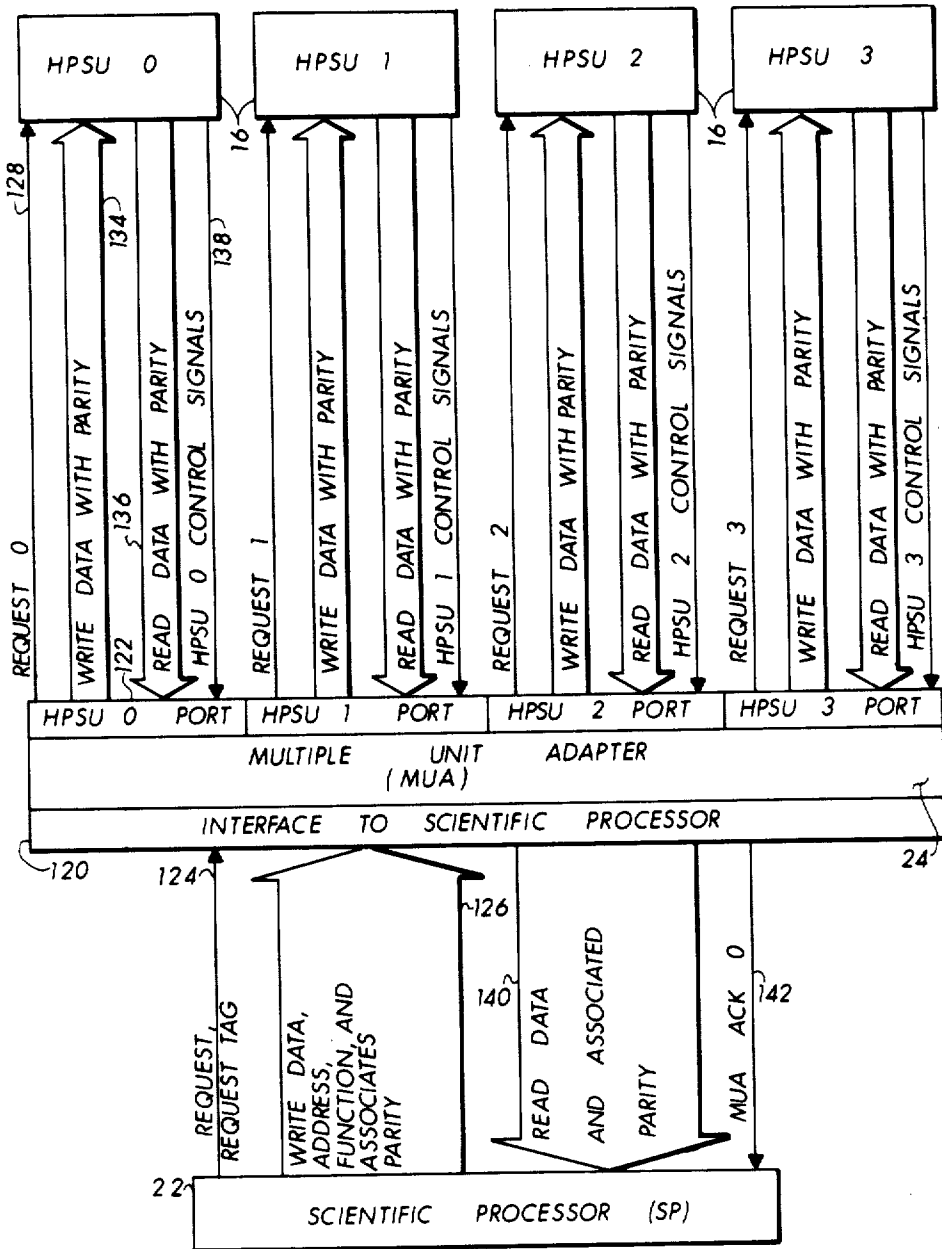 HPSU 0
HPSU 1
HPSU 2
HPSU 3
16
16
128
134
138
136
122
REQUEST 0
WRITE DATA WITH PARITY
READ DATA WITH PARITY
HPSU 0 CONTROL SIGNALS
REQUEST 1
WRITE DATA WITH PARITY
READ DATA WITH PARITY
HPSU 1 CONTROL SIGNALS
REQUEST 2
WRITE DATA WITH PARITY
READ DATA WITH PARITY
HPSU 2 CONTROL SIGNALS
REQUEST 3
WRITE DATA WITH PARITY
READ DATA WITH PARITY
HPSU 3 CONTROL SIGNALS
HPSU 0 PORT
HPSU 1 PORT
HPSU 2 PORT
HPSU 3 PORT
MULTIPLE UNIT ADAPTER
(MUA)
INTERFACE TO SCIENTIFIC PROCESSOR
120
24
124
126
140
142
REQUEST,
REQUEST TAG
WRITE DATA,
ADDRESS,
FUNCTION, AND
ASSOCIATES
PARITY
READ DATA
AND ASSOCIATED
PARITY
MUA ACK 0
22
SCIENTIFIC PROCESSOR (SP)